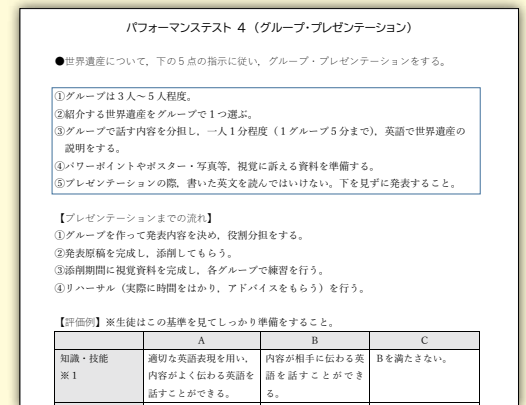 パフォーマンステスト 4 (グループ・プレゼンテーション)
●世界遺産について，下の５点の指示に従い，グループ・プレゼンテーションをする。
①グループは３人～５人程度。
②紹介する世界遺産をグループで１つ選ぶ。
③グループで話す内容を分担し，一人１分程度（１グループ５分まで），英語で世界遺産の
説明をする。
④パワーポイントやポスター・写真等，視覚に訴える資料を準備する。
⑤プレゼンテーションの際，書いた英文を読んではいけない。下を見ずに発表すること。
【プレゼンテーションまでの流れ】
①グループを作って発表内容を決め，役割分担をする。
②発表原稿を完成し，添削してもらう。
③添削期間に視覚資料を完成し，各グループで練習を行う。
④リハーサル（実際に時間をはかり，アドバイスをもらう）を行う。
【評価例】※生徒はこの基準を見てしっかり準備をすること。
A B C
知識・技能 適切な英語表現を用い， 内容が相手に伝わる英 Ｂを満たさない。
※１ 内容がよく伝わる英語を 語を話すことができ
話すことができる。 る。